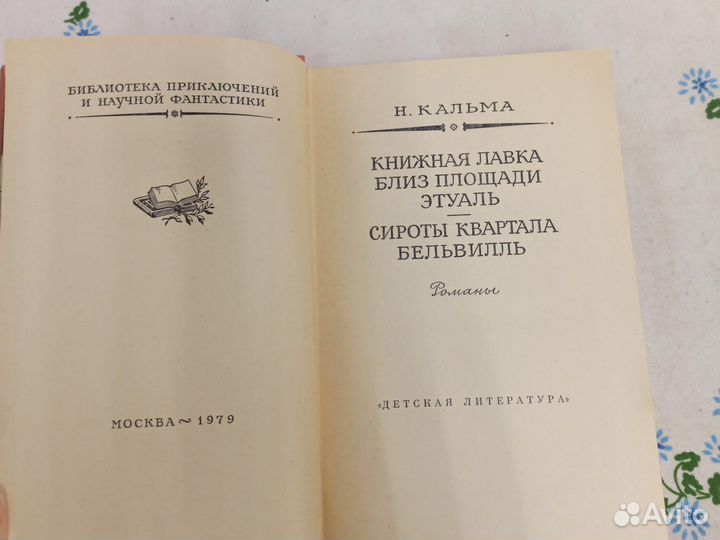 БИБЛИОТЕКА ПРИКЛЮЧЕНИЙ
И НАУЧНОЙ ФАНТАСТИКИ
МОСКВА ~ 1979
Н. КАЛЬМА
КНИЖНАЯ ЛАВКА
БЛИЗ ПЛОЩАДИ
ЭТУАЛЬ
СИРОТЫ КВАРТАЛА
БЕЛЬВИЛЛЬ
Романы
«ДЕТСКАЯ ЛИТЕРАТУРА»
Avito